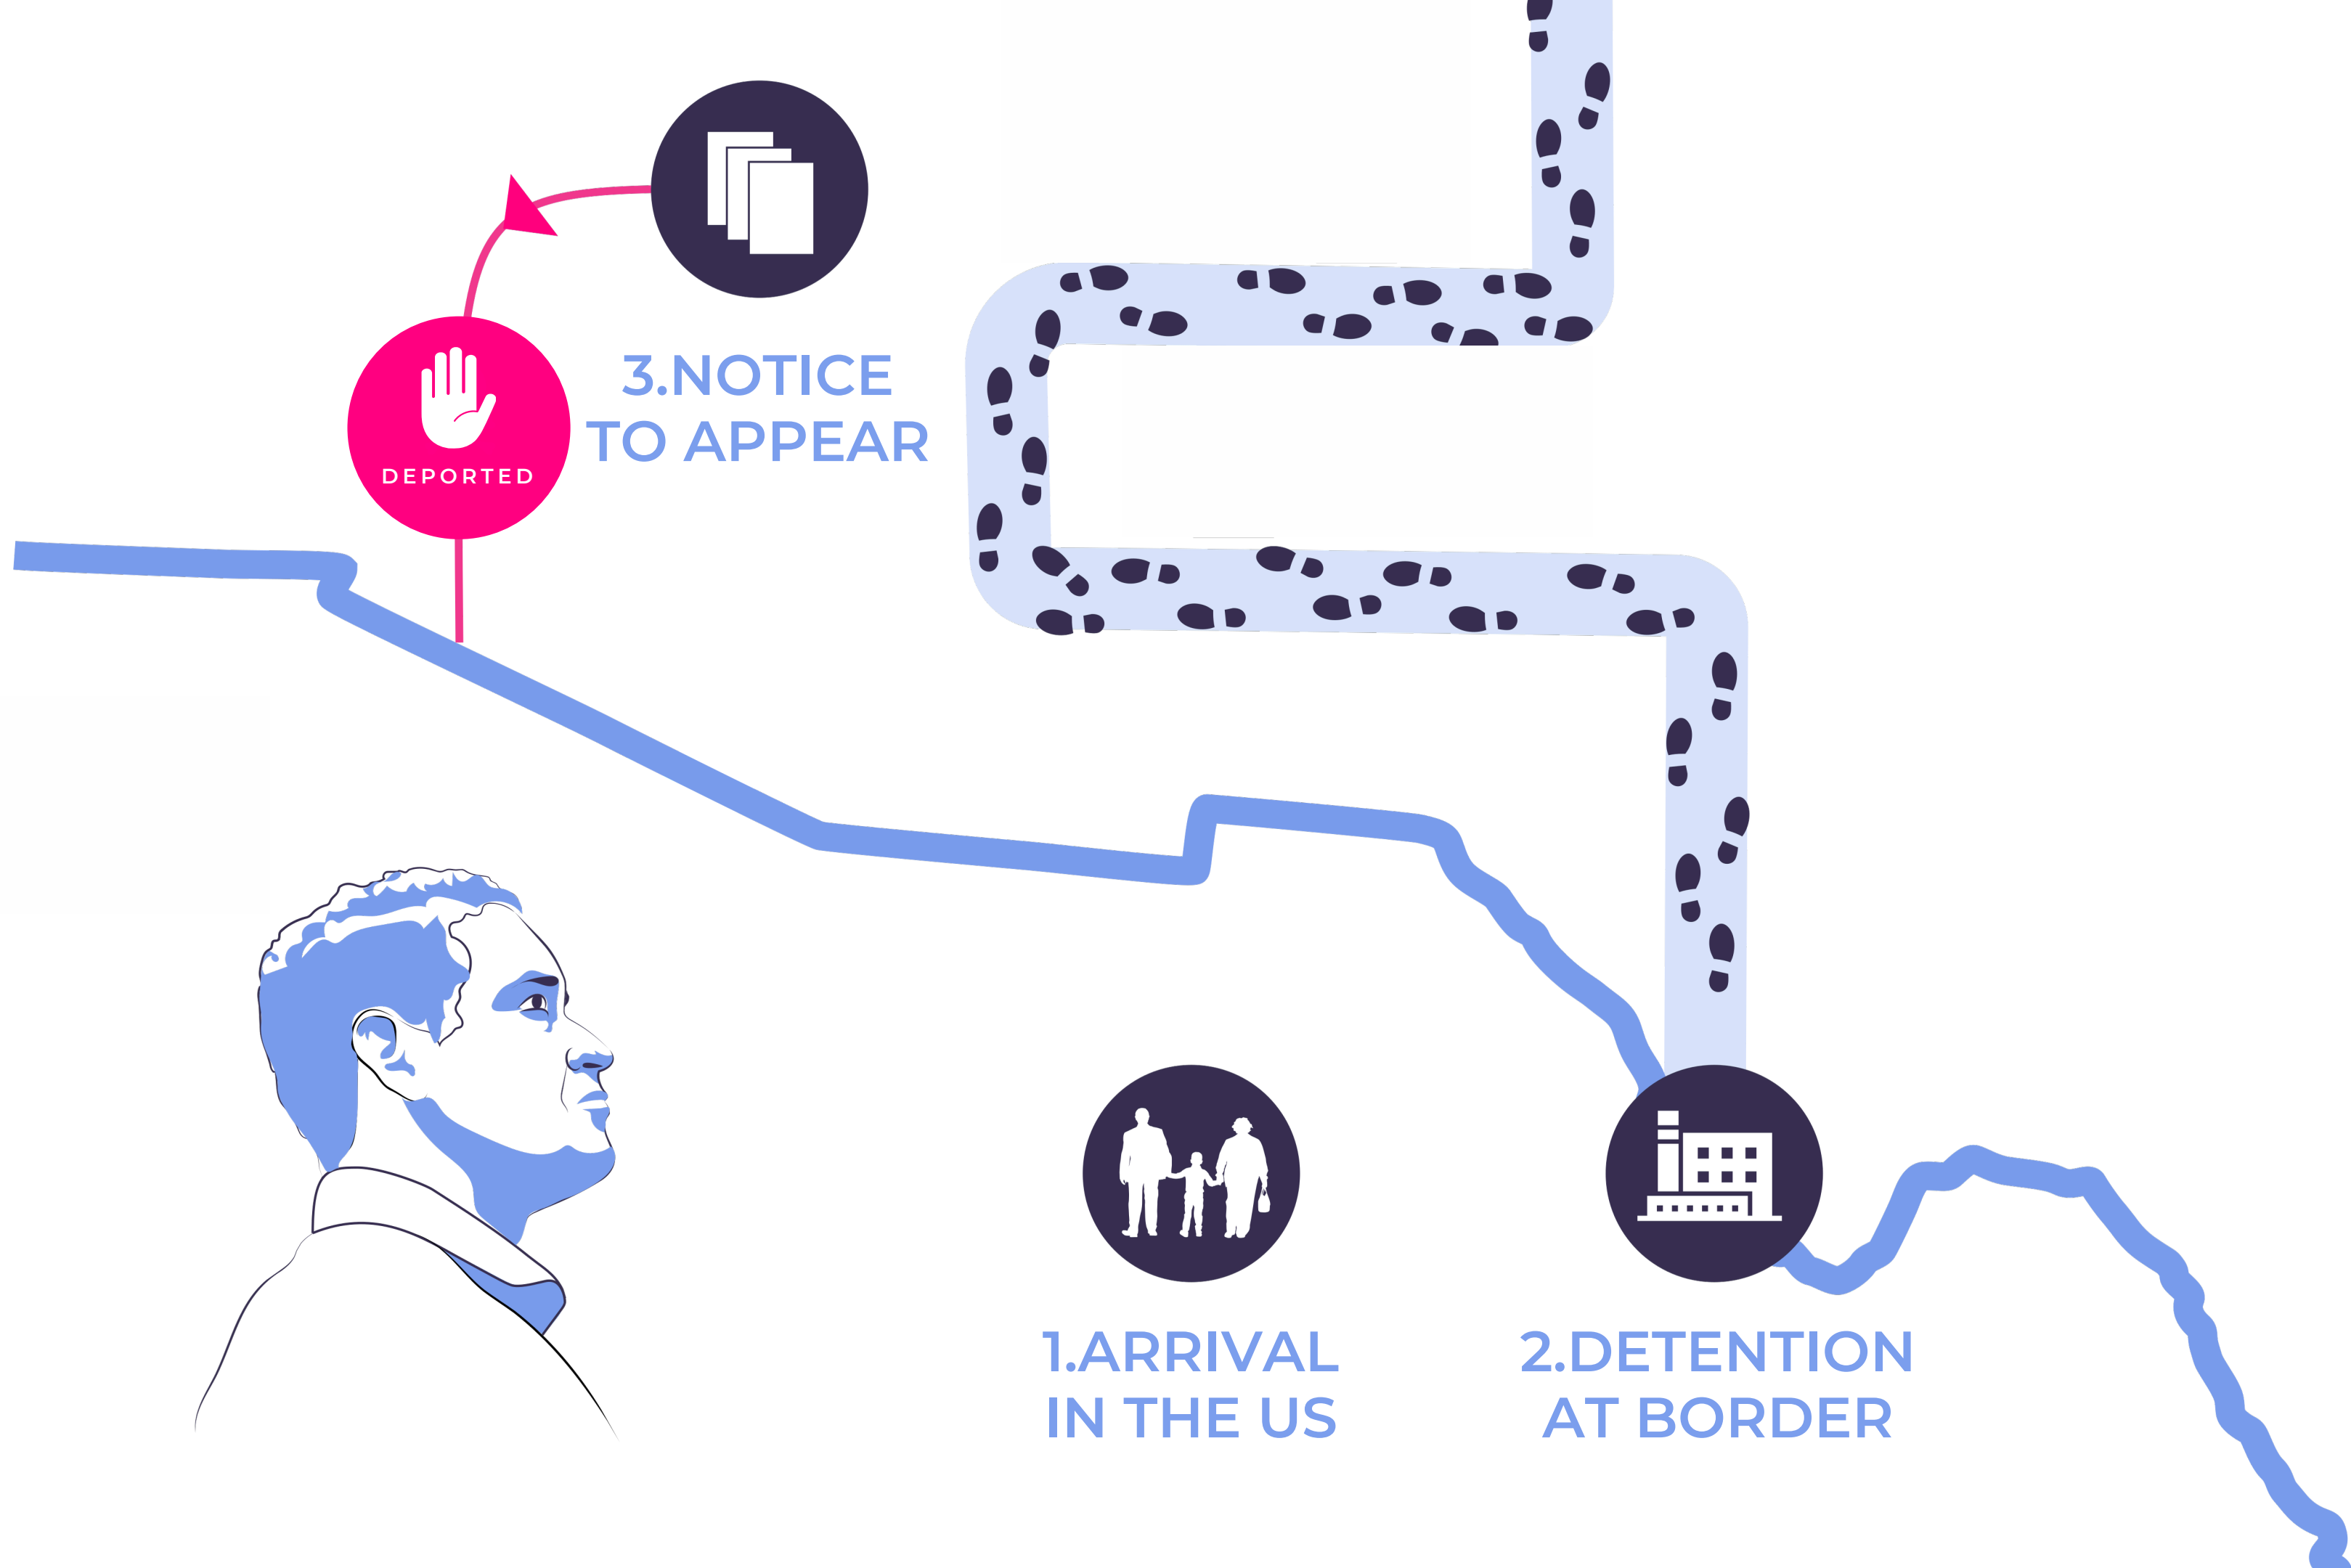 DEPORTED
3.NOTICE
TO APPEAR
1.ARRIVAL
IN THE US
2.DETENTION
AT BORDER